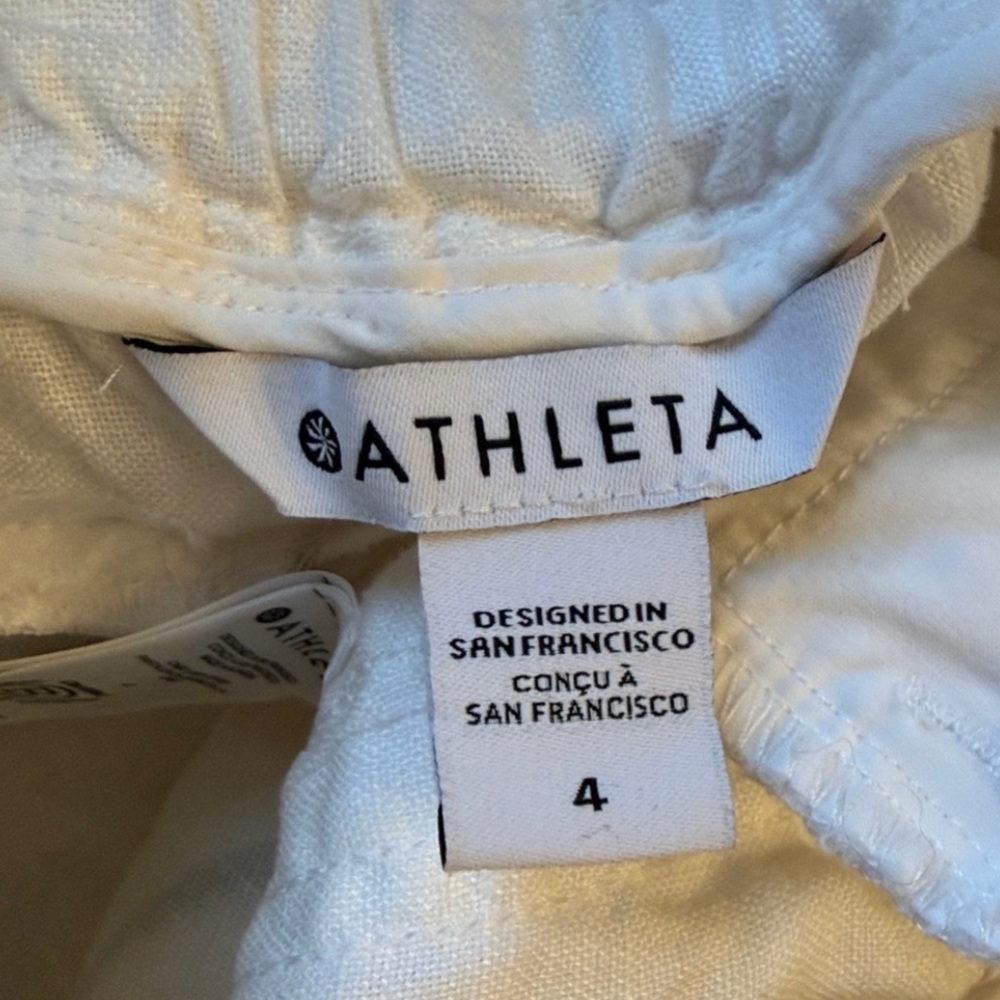 ATHLETA
DESIGNED IN
SAN FRANCISCO
CONÇU À
SAN FRANCISCO
4